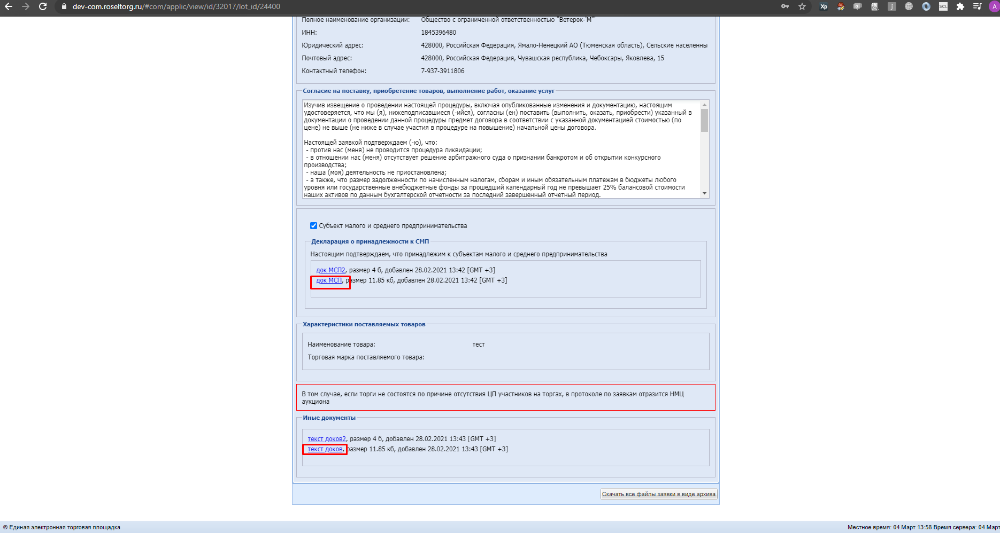 dev-com.roseltorg.ru/#com/applic/view/id/32017/lot_id/24400
Полное наименование организации: Общество с ограниченной ответственностью "Ветерок-'М'"
ИНН: 1845396480
Юридический адрес: 428000, Российская Федерация, Ямало-Ненецкий АО (Тюменская область), Сельские населенны
Почтовый адрес: 428000, Российская Федерация, Чувашская республика, Чебоксары, Яковлева, 15
Контактный телефон: 7-937-3911806
Согласие на поставку, приобретение товаров, выполнение работ, оказание услуг
Изучив извещение о проведении настоящей процедуры, включая опубликованные изменения и документацию, настоящим
удостоверяется, что мы (я), нижеподписавшиеся (-ийся), согласны (ен) поставить (выполнить, оказать, приобрести) указанный в
документации о проведении данной процедуры предмет договора в соответствии с указанной документацией стоимостью (по
цене) не выше (не ниже в случае участия в процедуре на повышение) начальной цены договора.
Настоящей заявкой подтверждаем (-ю), что:
- против нас (меня) не проводится процедура ликвидации;
- в отношении нас (меня) отсутствует решение арбитражного суда о признании банкротом и об открытии конкурсного
производства;
- наша (моя) деятельность не приостановлена;
- а также, что размер задолженности по начисленным налогам, сборам и иным обязательным платежам в бюджеты любого
уровня или государственные внебюджетные фонды за прошедший календарный год не превышает 25% балансовой стоимости
наших активов по данным бухгалтерской отчетности за последний завершенный отчетный период.
Субъект малого и среднего предпринимательства
Декларация о принадлежности к СМП
Настоящим подтверждаем, что принадлежим к субъектам малого и среднего предпринимательства
док МСП2, размер 4 б, добавлен 28.02.2021 13:42 [GMT +3]
док МСП, размер 11.85 кб, добавлен 28.02.2021 13:42 [GMT +3]
Характеристики поставляемых товаров
Наименование товара: тест
Торговая марка поставляемого товара:
В том случае, если торги не состоятся по причине отсутствия ЦП участников на торгах, в протоколе по заявкам отразится НМЦ
аукциона
Иные документы
текст доков2, размер 4 б, добавлен 28.02.2021 13:43 [GMT +3]
текст доков, размер 11.85 кб, добавлен 28.02.2021 13:43 [GMT +3]
Скачать все файлы заявки в виде архива
© Единая электронная торговая площадка Местное время: 04 Март 13:58 Время сервера: 04 Март